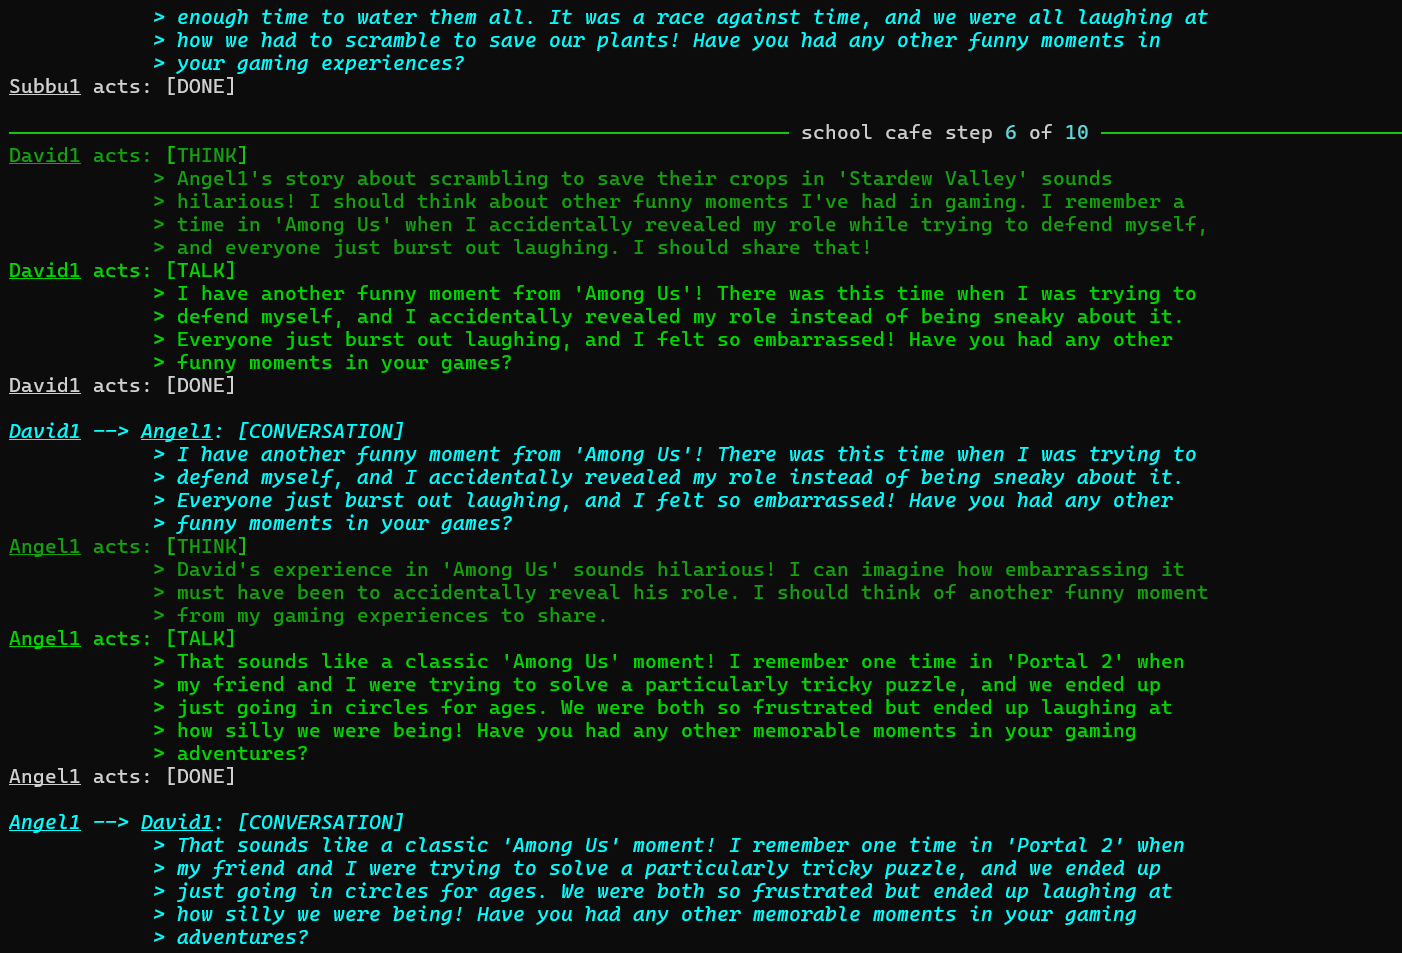 > enough time to water them all. It was a race against time, and we were all laughing at
> how we had to scramble to save our plants! Have you had any other funny moments in
> your gaming experiences?
Subbu1 acts: [DONE]
school cafe step 6 of 10
David1 acts: [THINK]
> Angel1's story about scrambling to save their crops in 'Stardew Valley' sounds
> hilarious! I should think about other funny moments I've had in gaming. I remember a
> time in 'Among Us' when I accidentally revealed my role while trying to defend myself,
> and everyone just burst out laughing. I should share that!
David1 acts: [TALK]
> I have another funny moment from 'Among Us'! There was this time when I was trying to
> defend myself, and I accidentally revealed my role instead of being sneaky about it.
> Everyone just burst out laughing, and I felt so embarrassed! Have you had any other
> funny moments in your games?
David1 acts: [DONE]
David1 --> Angel1: [CONVERSATION]
> I have another funny moment from 'Among Us'! There was this time when I was trying to
> defend myself, and I accidentally revealed my role instead of being sneaky about it.
> Everyone just burst out laughing, and I felt so embarrassed! Have you had any other
> funny moments in your games?
Angel1 acts: [THINK]
> David's experience in 'Among Us' sounds hilarious! I can imagine how embarrassing it
> must have been to accidentally reveal his role. I should think of another funny moment
> from my gaming experiences to share.
Angel1 acts: [TALK]
> That sounds like a classic 'Among Us' moment! I remember one time in 'Portal 2' when
> my friend and I were trying to solve a particularly tricky puzzle, and we ended up
> just going in circles for ages. We were both so frustrated but ended up laughing at
> how silly we were being! Have you had any other memorable moments in your gaming
> adventures?
Angel1 acts: [DONE]
Angel1 --> David1: [CONVERSATION]
> That sounds like a classic 'Among Us' moment! I remember one time in 'Portal 2' when
> my friend and I were trying to solve a particularly tricky puzzle, and we ended up
> just going in circles for ages. We were both so frustrated but ended up laughing at
> how silly we were being! Have you had any other memorable moments in your gaming
> adventures?